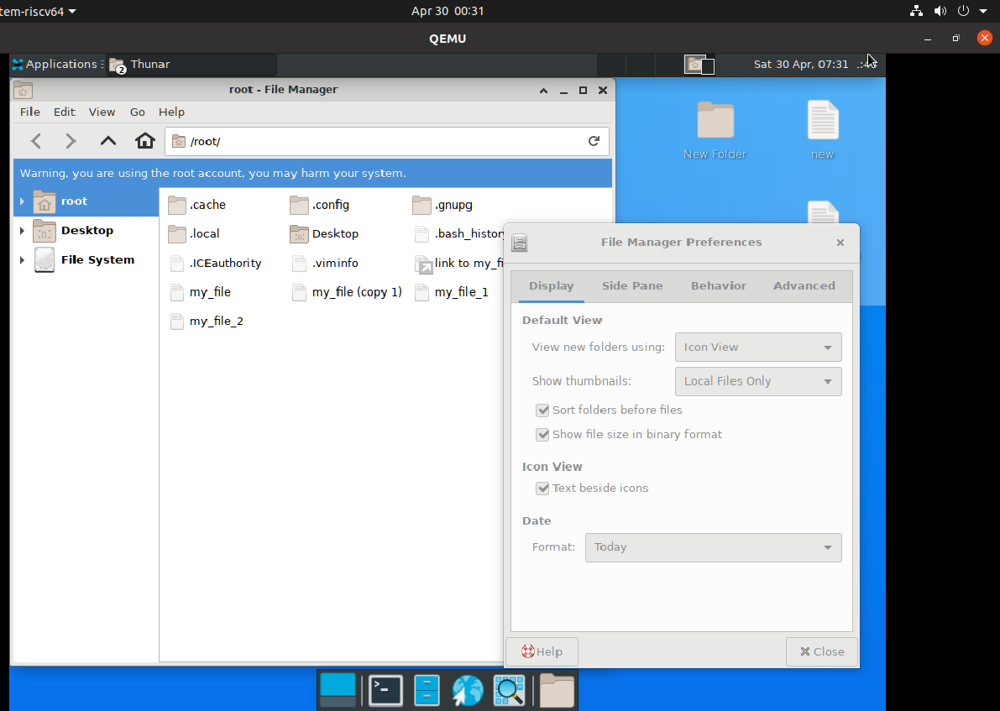 tem-riscv64
Apr 30 00:31
QEMU
Applications
2
Thunar
Sat 30 Apr, 07:31
root - File Manager
File Edit View Go Help
/root/
Warning, you are using the root account, you may harm your system.
root
Desktop
File System
.cache
.config
.gnupg
.local
Desktop
.bash_history
.ICEauthority
.viminfo
link to my_fi
my_file
my_file (copy 1)
my_file_1
my_file_2
New Folder
new
File Manager Preferences
Display Side Pane Behavior Advanced
Default View
View new folders using: Icon View
Show thumbnails: Local Files Only
Sort folders before files
Show file size in binary format
Icon View
Text beside icons
Date
Format: Today
Help
Close